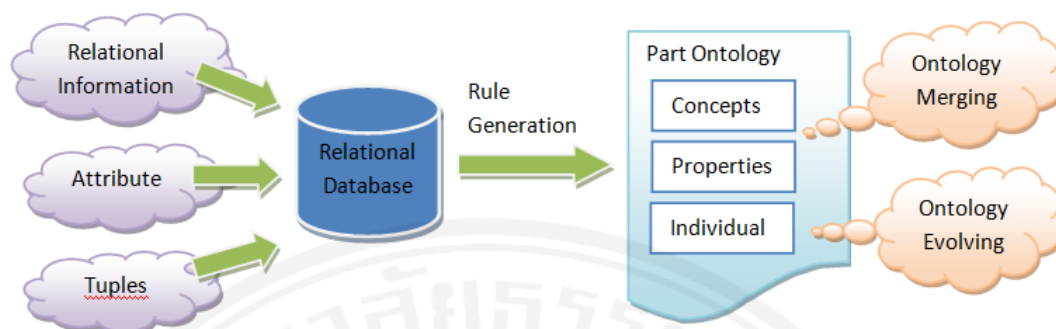 Relational
Information
Attribute
Tuples
Relational
Database
Rule
Generation
Part Ontology
Concepts
Properties
Individual
Ontology
Merging
Ontology
Evolving